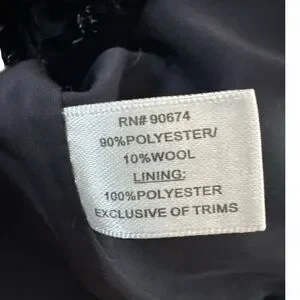 RN# 90674
90%POLYESTER/
10%WOOL
LINING:
100%POLYESTER
EXCLUSIVE OF TRIMS